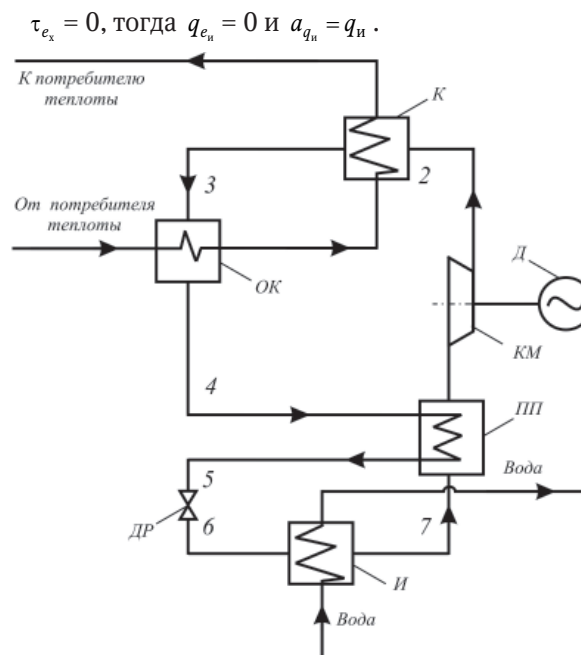 τ_{e_x} = 0, тогда q_{e_и} = 0 и a_{q_и} = q_и .
К потребителю
теплоты
К
3
2
От потребителя
теплоты
ОК
Д
КМ
4
ПП
Вода
5
ДР
6
7
И
Вода